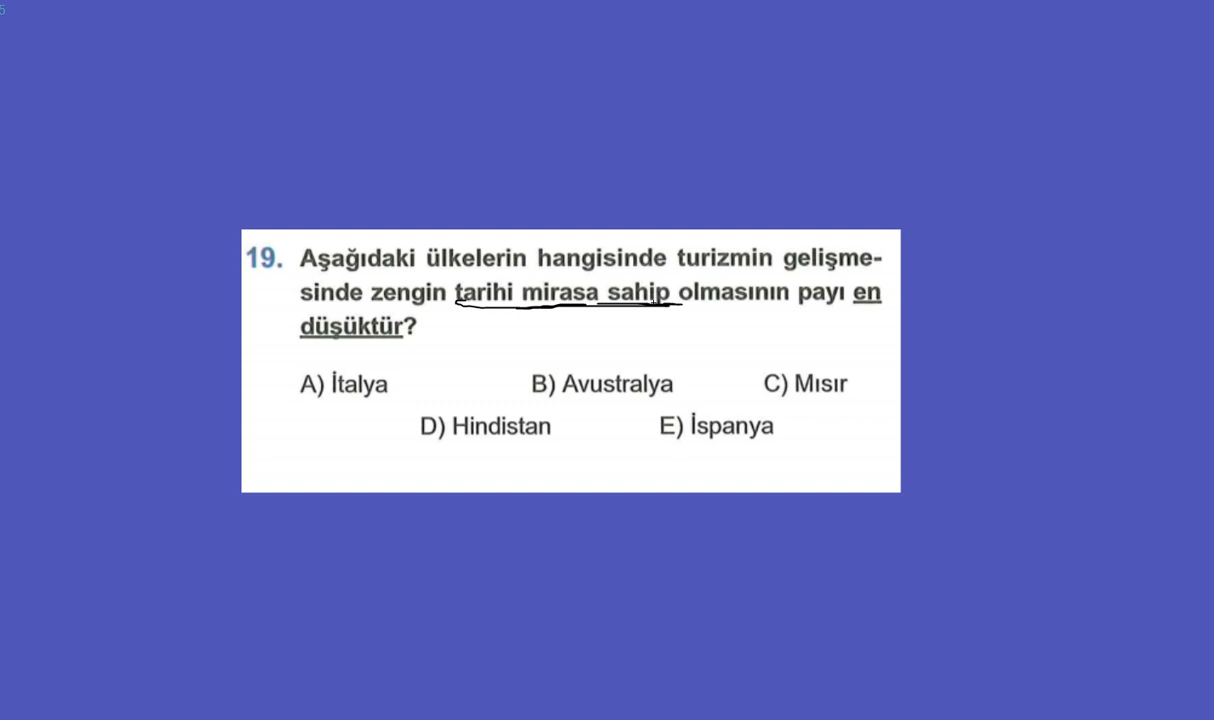 5
19. Aşağıdaki ülkelerin hangisinde turizmin gelişme-
sinde zengin tarihi mirasa sahip olmasının payı en
düşüktür?
A) İtalya B) Avustralya C) Mısır
D) Hindistan E) İspanya